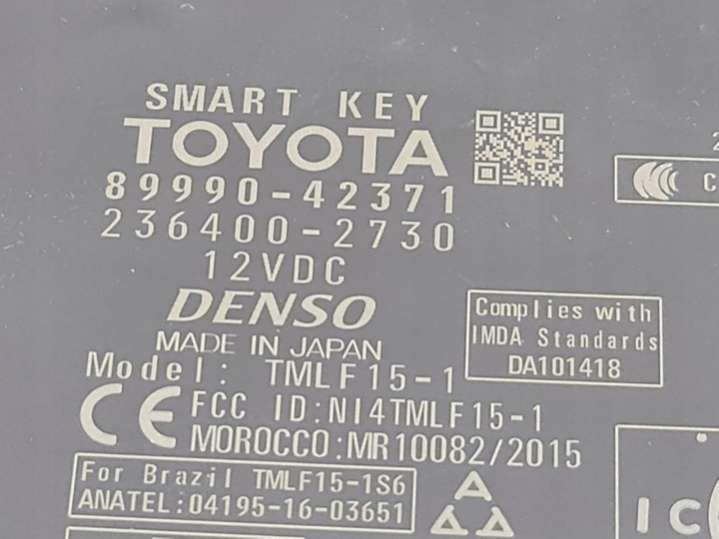 SMART KEY
TOYOTA
89990-42371
236400-2730
12VDC
DENSO
MADE IN JAPAN
Model: TMLF15-1
FCC ID:NI4TMLF15-1
MOROCCO:MR10082/2015
For Brazil TMLF15-1S6
ANATEL:04195-16-03651
Complies with
IMDA Standards
DA101418
C
IC